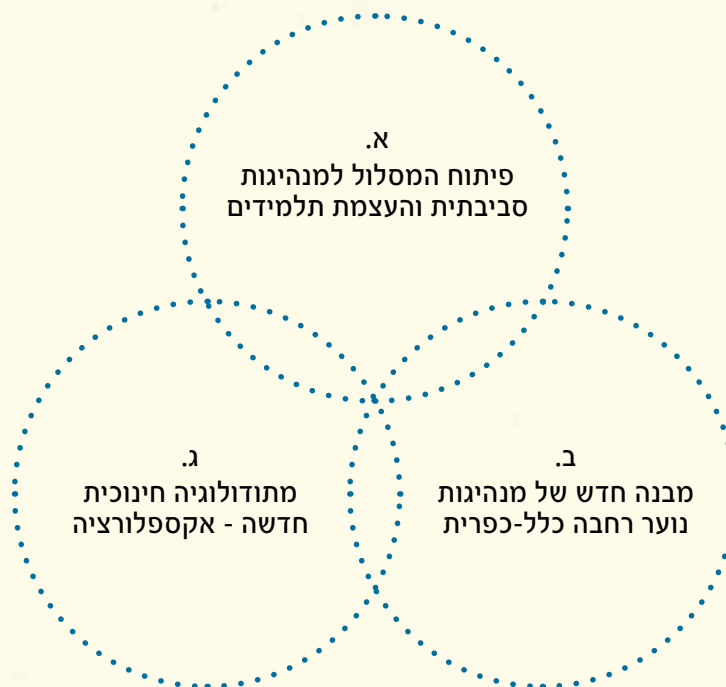 א.
פיתוח המסלול למנהיגות
סביבתית והעצמת תלמידים
ב.
מבנה חדש של מנהיגות
נוער רחבה כלל-כפרית
ג.
מתודולוגיה חינוכית
חדשה - אקספלורציה